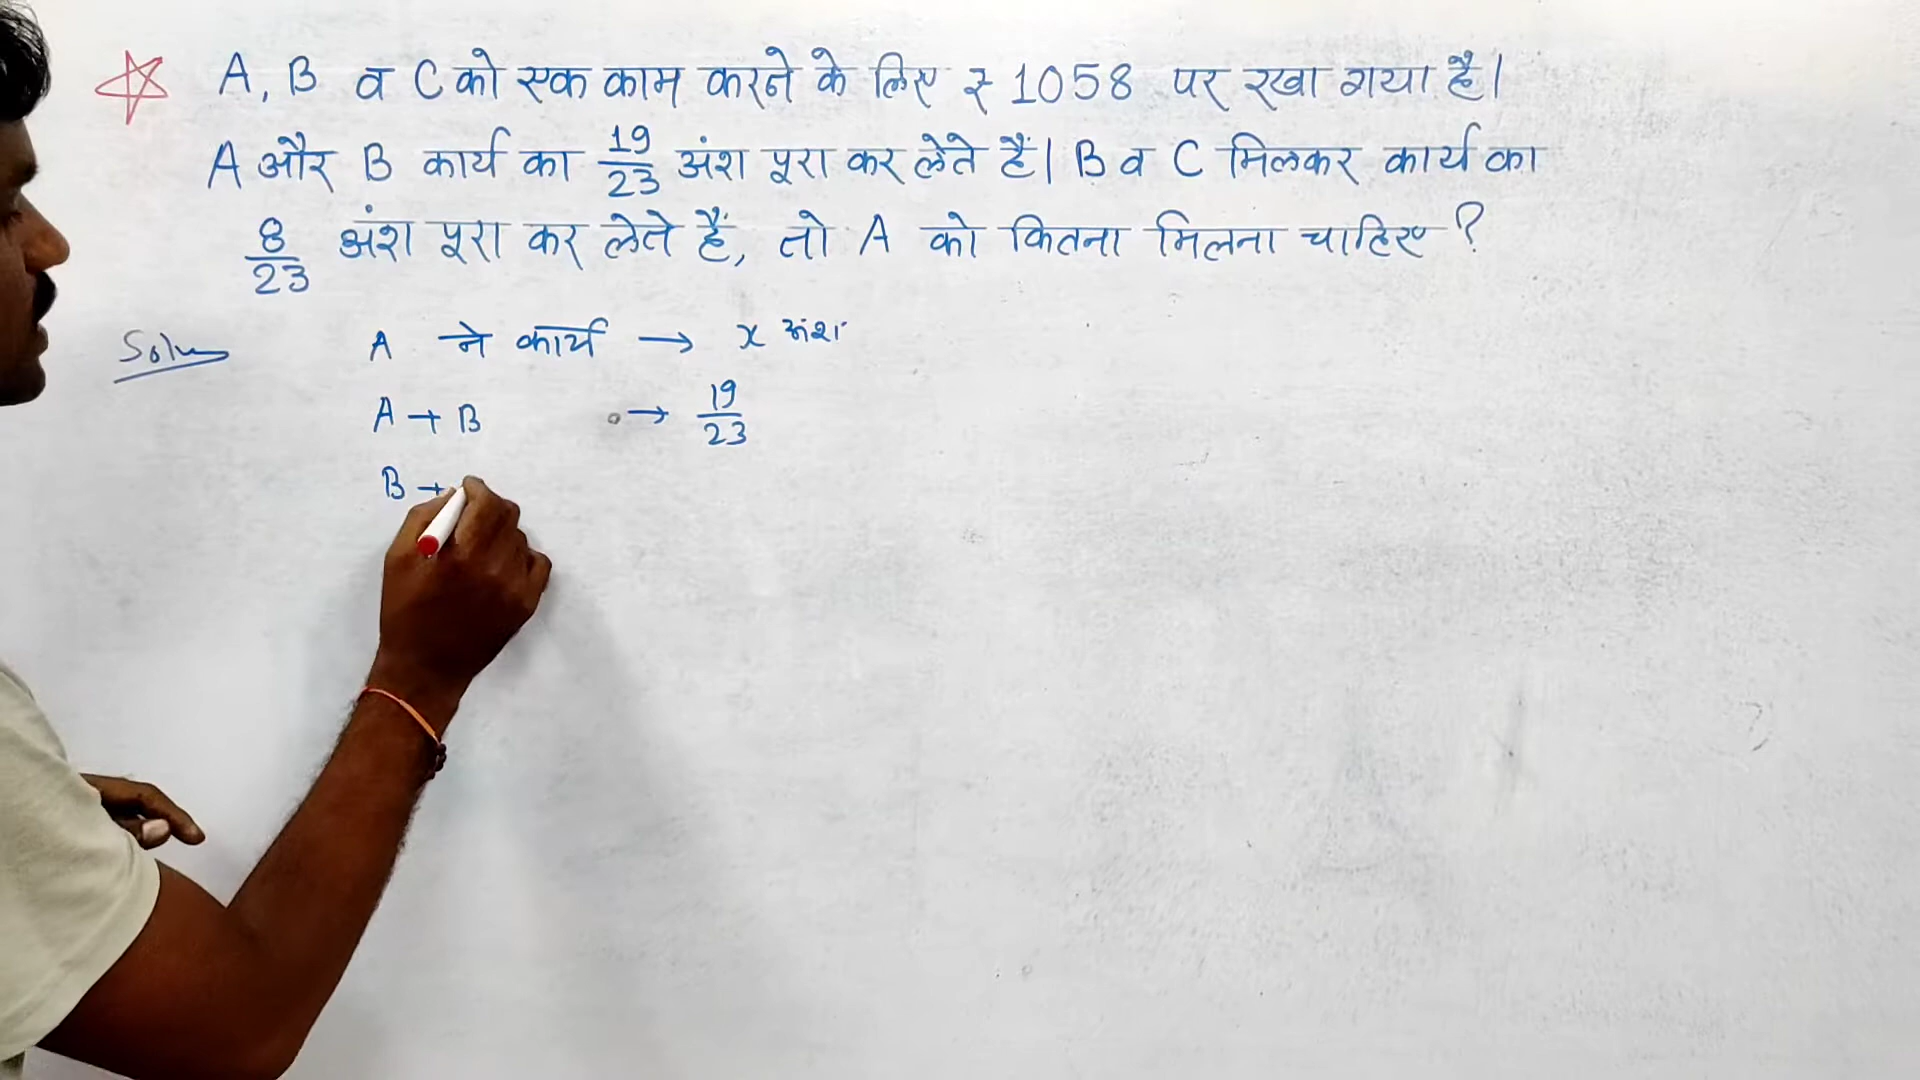 A, B व C को एक काम करने के लिए ₹ 1058 पर रखा गया है।
A और B कार्य का 19/23 अंश पूरा कर लेते हैं। B व C मिलकर कार्य का
8/23 अंश पूरा कर लेते हैं, तो A को कितना मिलना चाहिए ?
Soln A ने कार्य → x अंश
A + B → 19/23
B +